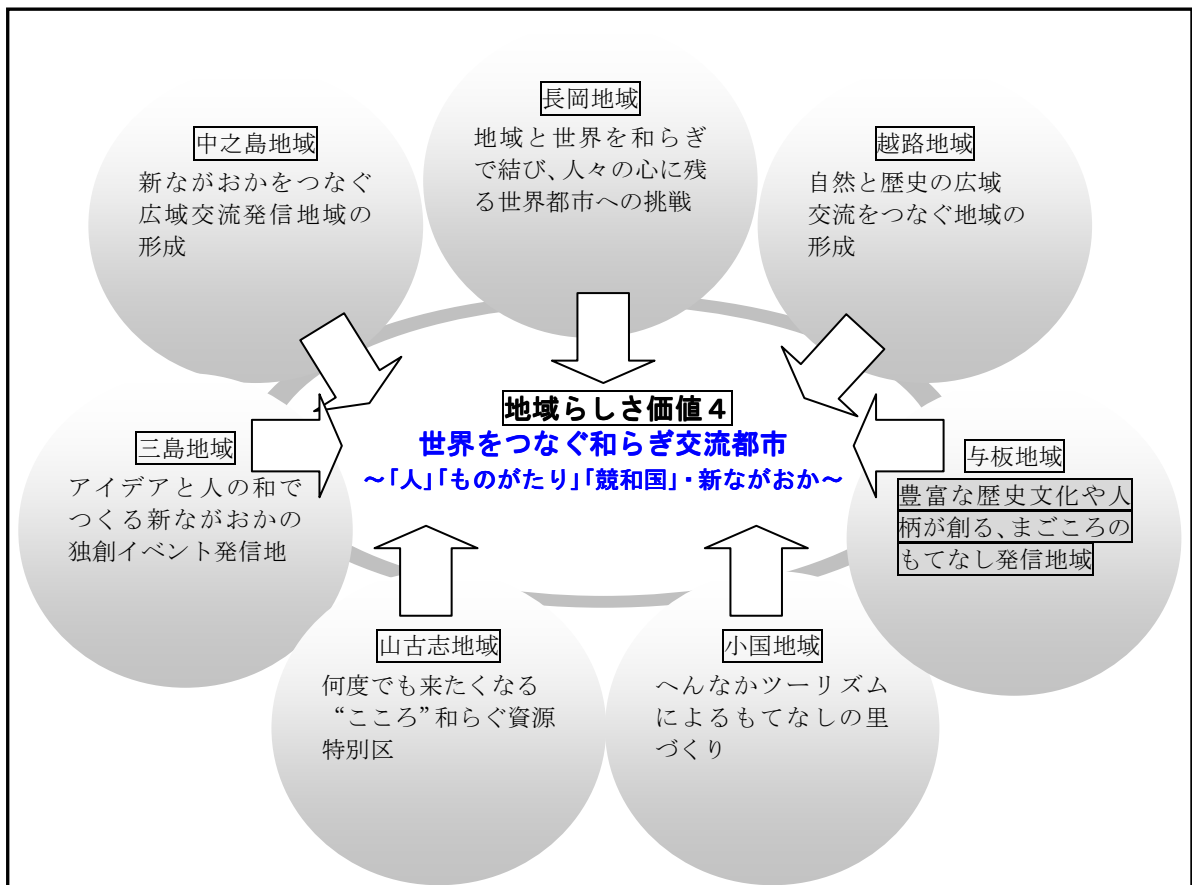 長岡地域
地域と世界を和らぎ
で結び、人々の心に残
る世界都市への挑戦
中之島地域
新ながおかをつなぐ
広域交流発信地域の
形成
越路地域
自然と歴史の広域
交流をつなぐ地域の
形成
地域らしさ価値４
世界をつなぐ和らぎ交流都市
～｢人｣｢ものがたり｣｢競和国｣・新ながおか～
三島地域
アイデアと人の和で
つくる新ながおかの
独創イベント発信地
与板地域
豊富な歴史文化や人
柄が創る、まごころの
もてなし発信地域
山古志地域
何度でも来たくなる
“こころ”和らぐ資源
特別区
小国地域
へんなかツーリズム
によるもてなしの里
づくり